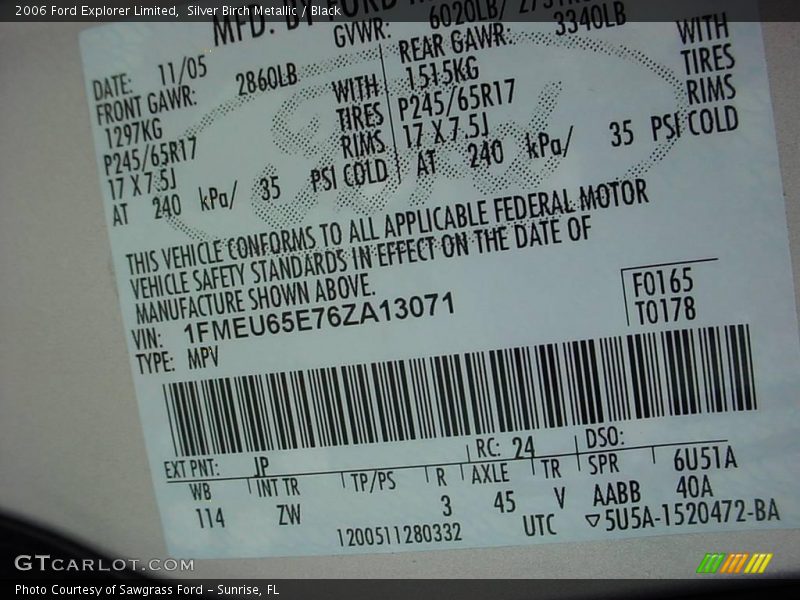 2006 Ford Explorer Limited, Silver Birch Metallic / Black
MFD. BY FORD
GVWR: 6020LB/
DATE: 11/05
FRONT GAWR: 2860LB
1297KG WITH
P245/65R17 TIRES
17 X 7.5J RIMS
AT 240 kPa/ 35 PSI COLD
REAR GAWR: 3340LB
1515KG WITH
P245/65R17 TIRES
17 X 7.5J RIMS
AT 240 kPa/ 35 PSI COLD
THIS VEHICLE CONFORMS TO ALL APPLICABLE FEDERAL MOTOR
VEHICLE SAFETY STANDARDS IN EFFECT ON THE DATE OF
MANUFACTURE SHOWN ABOVE.
VIN: 1FMEU65E76ZA13071
TYPE: MPV
F0165
T0178
EXT PNT: JP RC: 24 DSO:
WB INT TR TP/PS R AXLE TR SPR 6U51A
114 ZW 3 45 V AABB 40A
1200511280332 UTC ▽5U5A-1520472-BA
GTCARLOT.COM
Photo Courtesy of Sawgrass Ford - Sunrise, FL